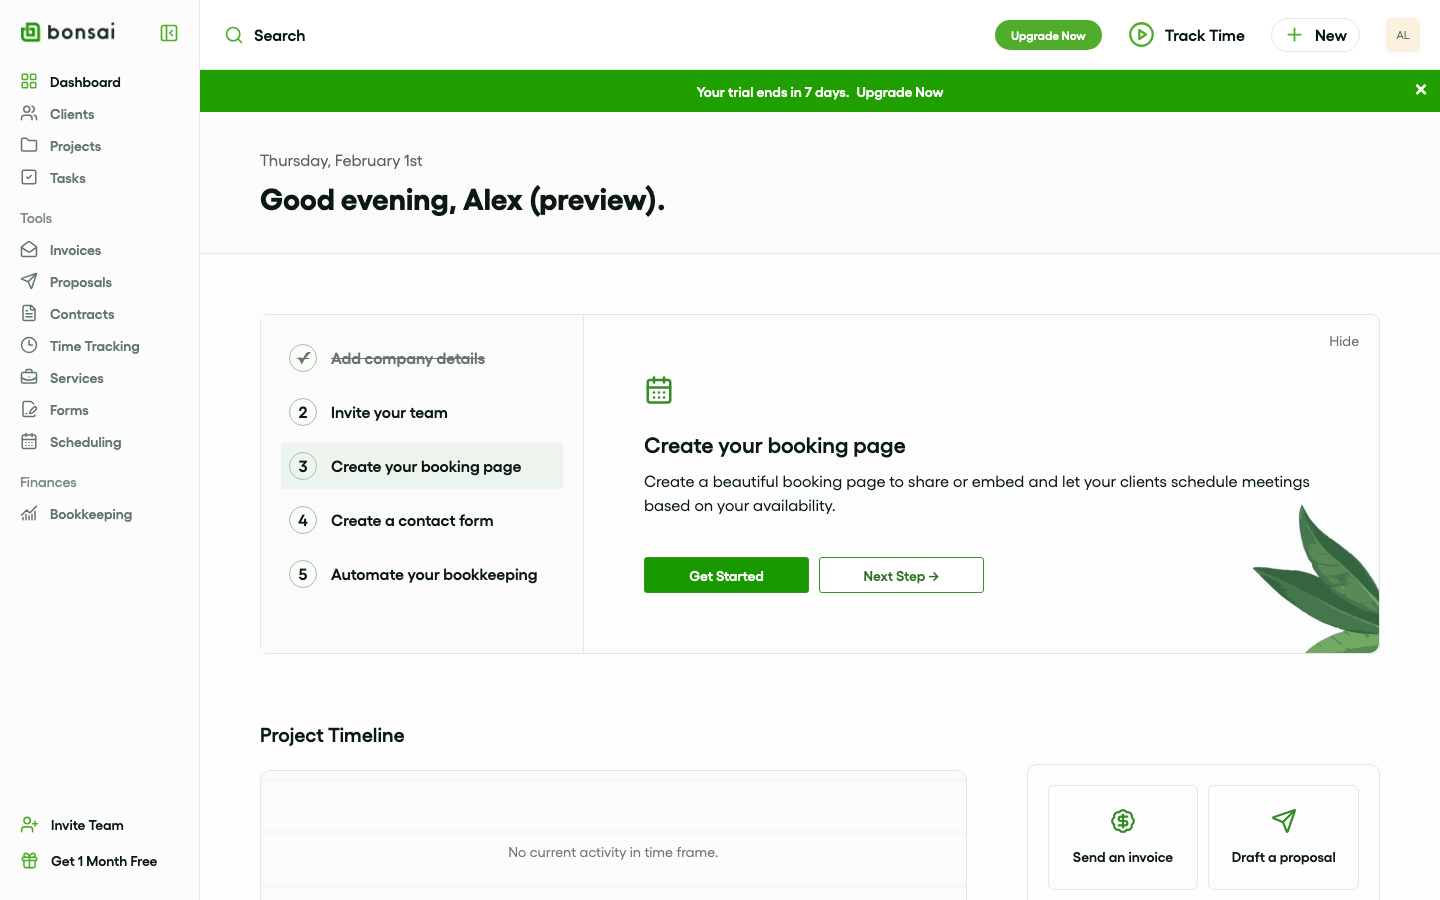 bonsai
Search
Upgrade Now
Track Time
New
AL
Your trial ends in 7 days. Upgrade Now
Dashboard
Clients
Projects
Tasks
Tools
Invoices
Proposals
Contracts
Time Tracking
Services
Forms
Scheduling
Finances
Bookkeeping
Invite Team
Get 1 Month Free
Thursday, February 1st
Good evening, Alex (preview).
Add company details
2 Invite your team
3 Create your booking page
4 Create a contact form
5 Automate your bookkeeping
Hide
Create your booking page
Create a beautiful booking page to share or embed and let your clients schedule meetings
based on your availability.
Get Started
Next Step →
Project Timeline
No current activity in time frame.
Send an invoice
Draft a proposal